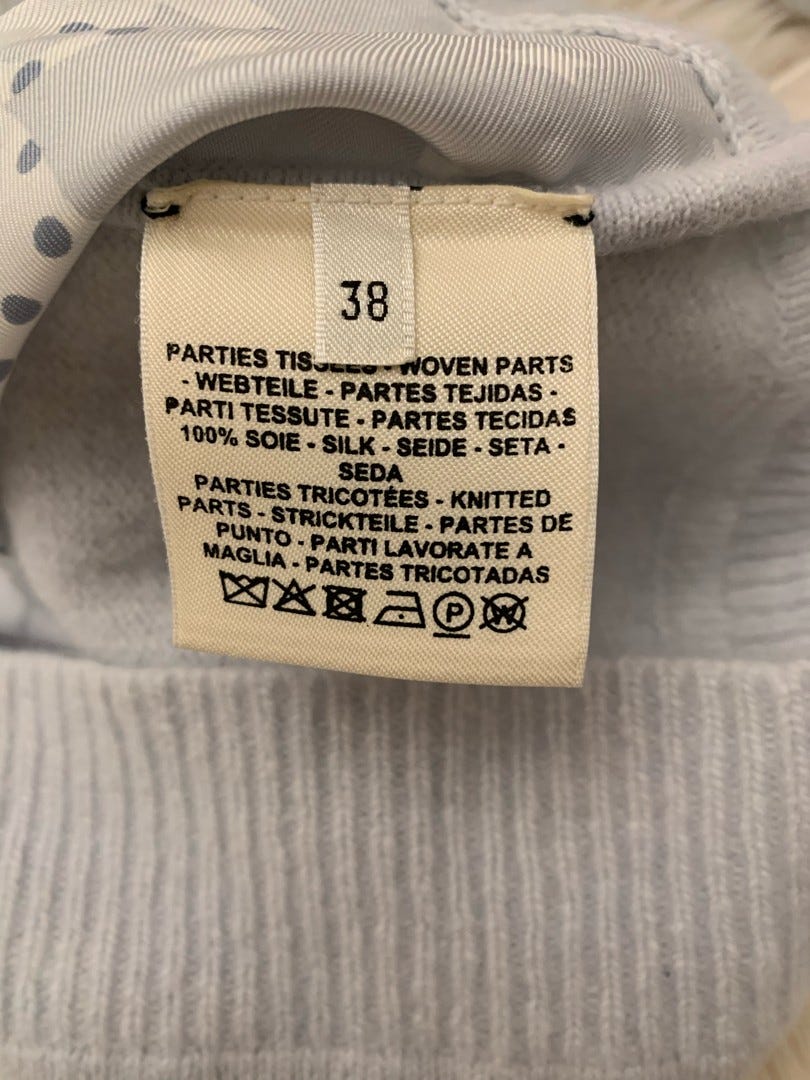 38
PARTIES TISSÉES - WOVEN PARTS
- WEBTEILE - PARTES TEJIDAS -
PARTI TESSUTE - PARTES TECIDAS
100% SOIE - SILK - SEIDE - SETA -
SEDA
PARTIES TRICOTÉES - KNITTED
PARTS - STRICKTEILE - PARTES DE
PUNTO - PARTI LAVORATE A
MAGLIA - PARTES TRICOTADAS
P W